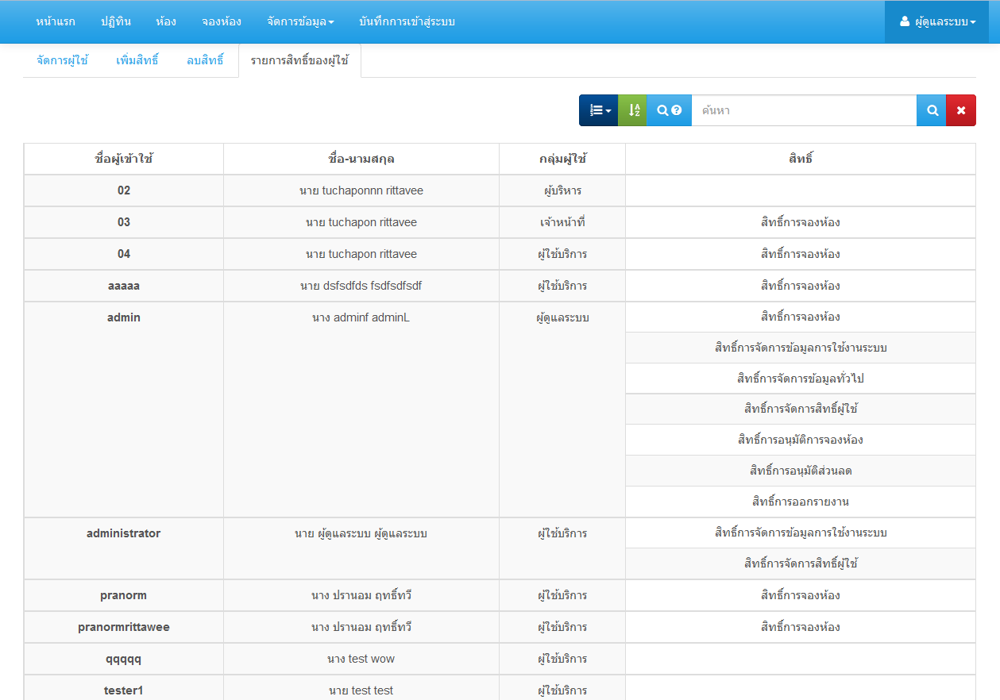 หน้าแรก ปฏิทิน ห้อง จองห้อง จัดการข้อมูล บันทึกการเข้าสู่ระบบ ผู้ดูแลระบบ
จัดการผู้ใช้ เพิ่มสิทธิ์ ลบสิทธิ์ รายการสิทธิ์ของผู้ใช้
ค้นหา
ชื่อผู้เข้าใช้ ชื่อ-นามสกุล กลุ่มผู้ใช้ สิทธิ์
02 นาย tuchaponnn rittavee ผู้บริหาร
03 นาย tuchapon rittavee เจ้าหน้าที่ สิทธิ์การจองห้อง
04 นาย tuchapon rittavee ผู้ใช้บริการ สิทธิ์การจองห้อง
aaaaa นาย dsfsdfds fsdfsdfsdf ผู้ใช้บริการ สิทธิ์การจองห้อง
admin นาง adminf adminL ผู้ดูแลระบบ สิทธิ์การจองห้อง
สิทธิ์การจัดการข้อมูลการใช้งานระบบ
สิทธิ์การจัดการข้อมูลทั่วไป
สิทธิ์การจัดการสิทธิ์ผู้ใช้
สิทธิ์การอนุมัติการจองห้อง
สิทธิ์การอนุมัติส่วนลด
สิทธิ์การออกรายงาน
administrator นาย ผู้ดูแลระบบ ผู้ดูแลระบบ ผู้ใช้บริการ สิทธิ์การจัดการข้อมูลการใช้งานระบบ
สิทธิ์การจัดการสิทธิ์ผู้ใช้
pranorm นาง ปรานอม ฤทธิ์ทวี ผู้ใช้บริการ สิทธิ์การจองห้อง
pranormrittawee นาง ปรานอม ฤทธิ์ทวี ผู้ใช้บริการ สิทธิ์การจองห้อง
qqqqq นาง test wow ผู้ใช้บริการ
tester1 นาย test test ผู้ใช้บริการ